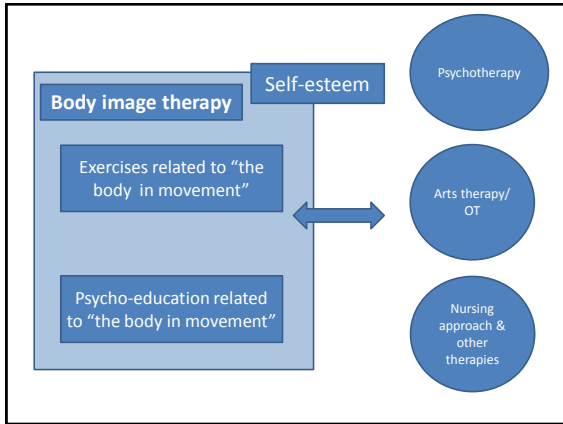 Self-esteem
Body image therapy
Exercises related to “the
body in movement”
Psycho-education related
to “the body in movement”
Psychotherapy
Arts therapy/
OT
Nursing
approach &
other
therapies